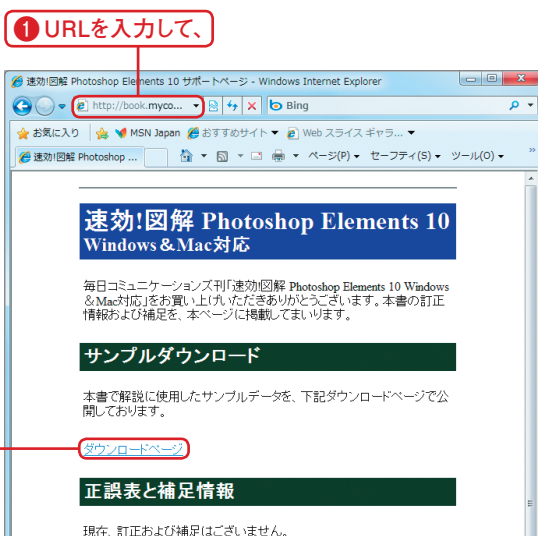 ❶URLを入力して、
速効!図解 Photoshop Elements 10 サポートページ - Windows Internet Explorer
http://book.myco...
Bing
お気に入り MSN Japan おすすめサイト Web スライス ギャラ...
速効!図解 Photoshop ... ページ(P) セーフティ(S) ツール(O) »
速効!図解 Photoshop Elements 10
Windows＆Mac対応
毎日コミュニケーションズ刊「速効!図解 Photoshop Elements 10 Windows
＆Mac対応」をお買い上げいただきありがとうございます。本書の訂正
情報および補足を、本ページに掲載してまいります。
サンプルダウンロード
本書で解説に使用したサンプルデータを、下記ダウンロードページで公
開しております。
ダウンロードページ
正誤表と補足情報
現在、訂正および補足はございません。